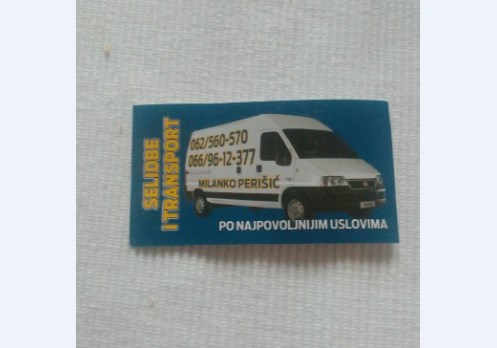 SELIDBE
I TRANSPORT
062/560-570
066/96-12-377
MILANKO PERIŠIĆ
PO NAJPOVOLJNIJIM USLOVIMA